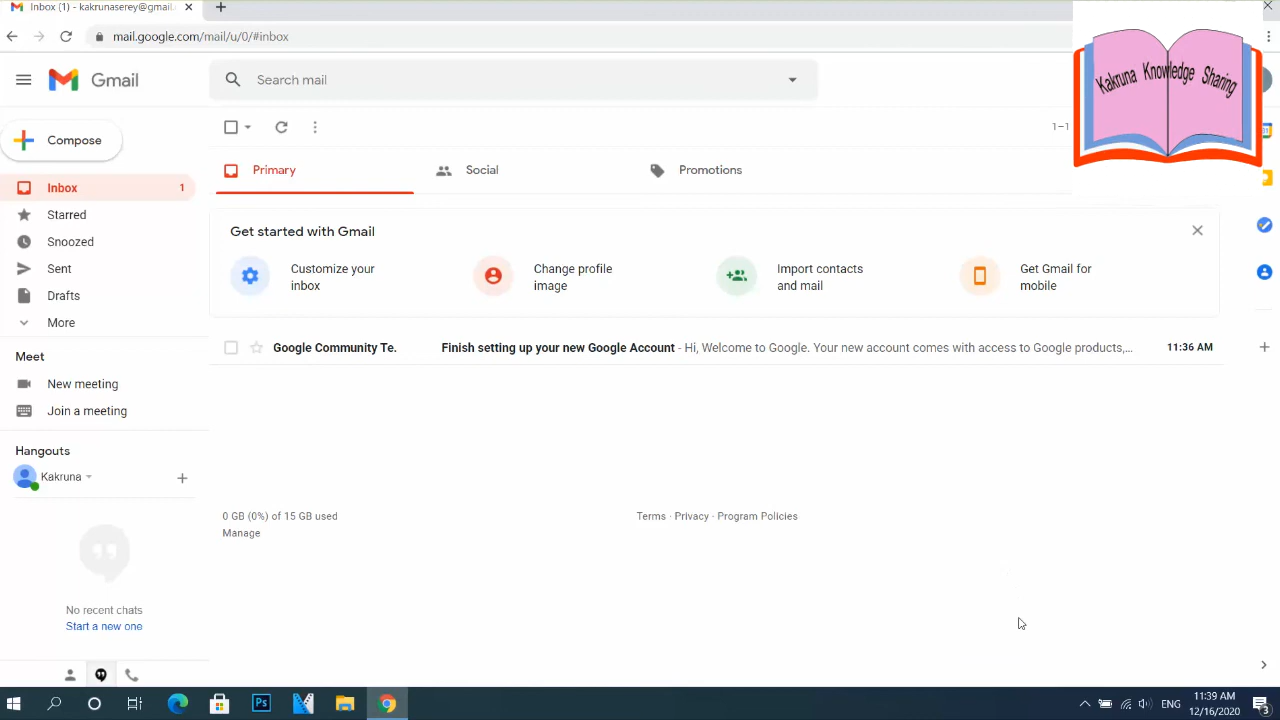 Inbox (1) - kakrunaserey@gmail.
mail.google.com/mail/u/0/#inbox
Kakruna Knowledge Sharing
Gmail
Search mail
Compose
1–1
Primary
Social
Promotions
Inbox
1
Starred
Snoozed
Sent
Drafts
More
Get started with Gmail
Customize your
inbox
Change profile
image
Import contacts
and mail
Get Gmail for
mobile
Google Community Te.
Finish setting up your new Google Account - Hi, Welcome to Google. Your new account comes with access to Google products,...
11:36 AM
Meet
New meeting
Join a meeting
Hangouts
Kakruna
0 GB (0%) of 15 GB used
Manage
Terms · Privacy · Program Policies
No recent chats
Start a new one
Ps
ENG
11:39 AM
12/16/2020
3